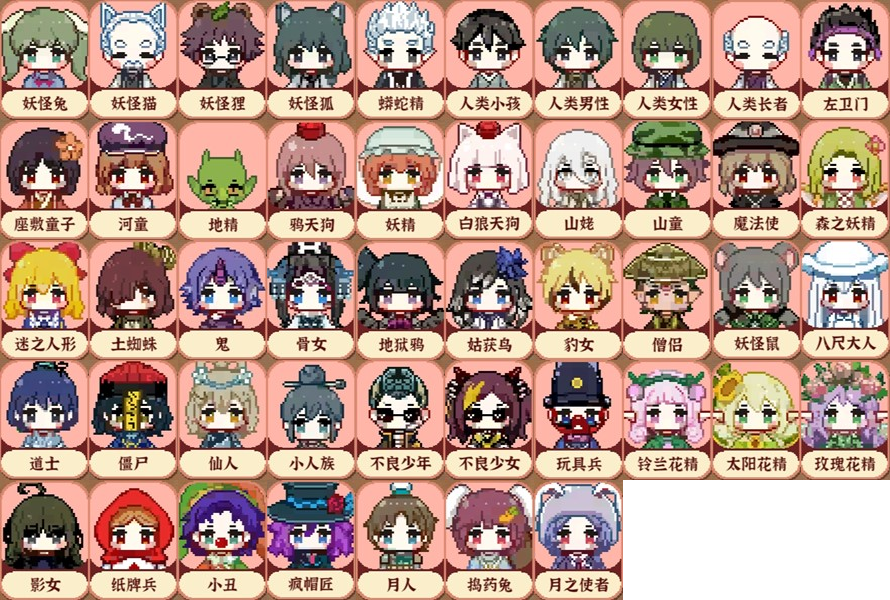 妖怪兔 妖怪猫 妖怪狸 妖怪狐 蟒蛇精 人类小孩 人类男性 人类女性 人类长者 左卫门
座敷童子 河童 地精 鸦天狗 妖精 白狼天狗 山姥 山童 魔法使 森之妖精
迷之人形 土蜘蛛 鬼 骨女 地狱鸦 姑获鸟 豹女 僧侣 妖怪鼠 八尺大人
道士 僵尸 仙人 小人族 不良少年 不良少女 玩具兵 铃兰花精 太阳花精 玫瑰花精
影女 纸牌兵 小丑 疯帽匠 月人 捣药兔 月之使者